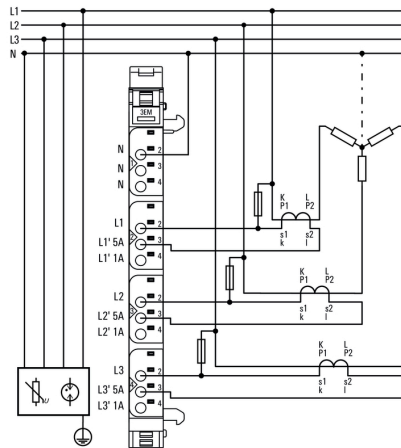 L1
L2
L3
N
3EM
N 2
N 3
N 4
L1 2
L1' 5A 3
L1' 1A 4
L2 2
L2' 5A 3
L2' 1A 4
L3 2
L3' 5A 3
L3' 1A 4
K L
P1 P2
s1 s2
k l
K L
P1 P2
s1 s2
k l
K L
P1 P2
s1 s2
k l
U